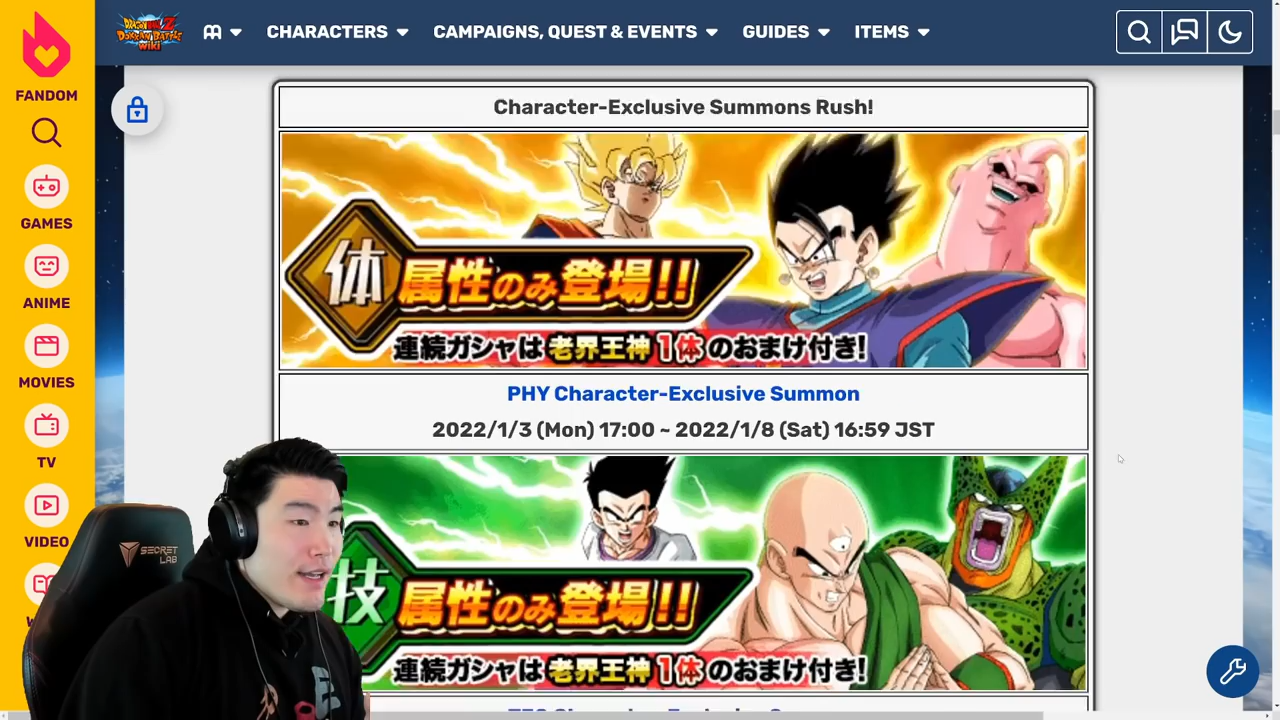 DRAGON BALL Z
DOKKAN BATTLE
WIKI
CHARACTERS
CAMPAIGNS, QUEST & EVENTS
GUIDES
ITEMS
FANDOM
GAMES
ANIME
MOVIES
TV
VIDEO
Character-Exclusive Summons Rush!
体
属性のみ登場!!
連続ガシャは老界王神1体のおまけ付き!
PHY Character-Exclusive Summon
2022/1/3 (Mon) 17:00 ~ 2022/1/8 (Sat) 16:59 JST
技
属性のみ登場!!
連続ガシャは老界王神1体のおまけ付き!
SECRET
LAB